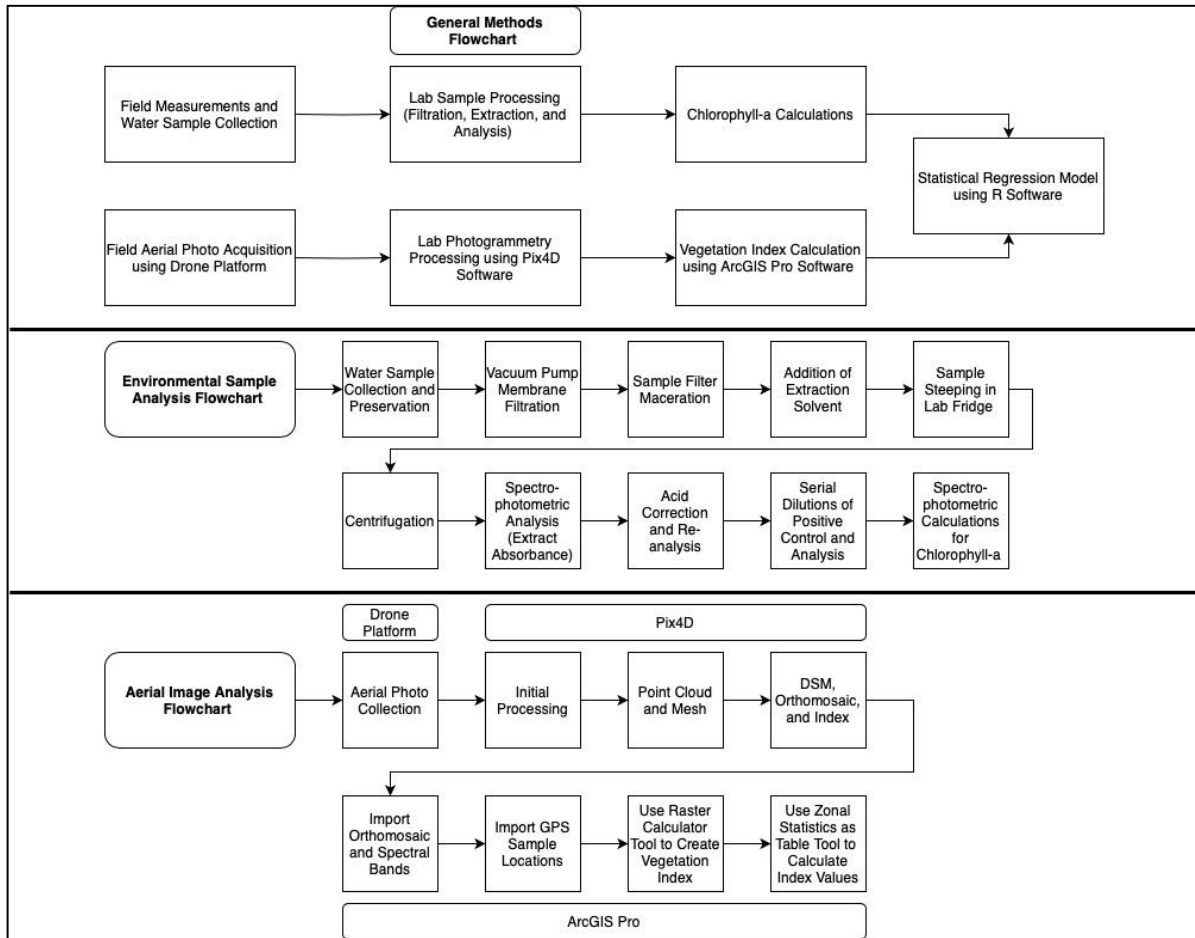 General Methods
Flowchart
Field Measurements and
Water Sample Collection
Lab Sample Processing
(Filtration, Extraction, and
Analysis)
Chlorophyll-a Calculations
Statistical Regression Model
using R Software
Field Aerial Photo Acquisition
using Drone Platform
Lab Photogrammetry
Processing using Pix4D
Software
Vegetation Index Calculation
using ArcGIS Pro Software
Environmental Sample
Analysis Flowchart
Water Sample
Collection and
Preservation
Vacuum Pump
Membrane
Filtration
Sample Filter
Maceration
Addition of
Extraction
Solvent
Sample
Steeping in
Lab Fridge
Centrifugation
Spectro-
photometric
Analysis
(Extract
Absorbance)
Acid
Correction
and Re-
analysis
Serial
Dilutions of
Positive
Control and
Analysis
Spectro-
photometric
Calculations
for
Chlorophyll-a
Drone
Platform
Pix4D
Aerial Image Analysis
Flowchart
Aerial Photo
Collection
Initial
Processing
Point Cloud
and Mesh
DSM,
Orthomosaic,
and Index
Import
Orthomosaic
and Spectral
Bands
Import GPS
Sample
Locations
Use Raster
Calculator
Tool to Create
Vegetation
Index
Use Zonal
Statistics as
Table Tool to
Calculate
Index Values
ArcGIS Pro